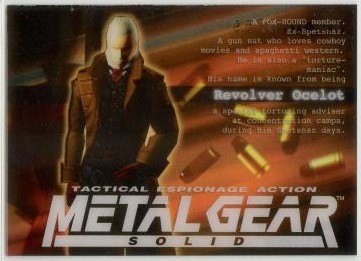 A FOX-HOUND member.
Ex-Spetsnaz.
A gun nut who loves cowboy
movies and spaghetti western.
He is also a "torture-
maniac".
His name is known from being
Revolver Ocelot
a special torturing adviser
at concentration camps,
during his Spetsnaz days.
TACTICAL ESPIONAGE ACTION
METAL GEAR
TM
SOLID